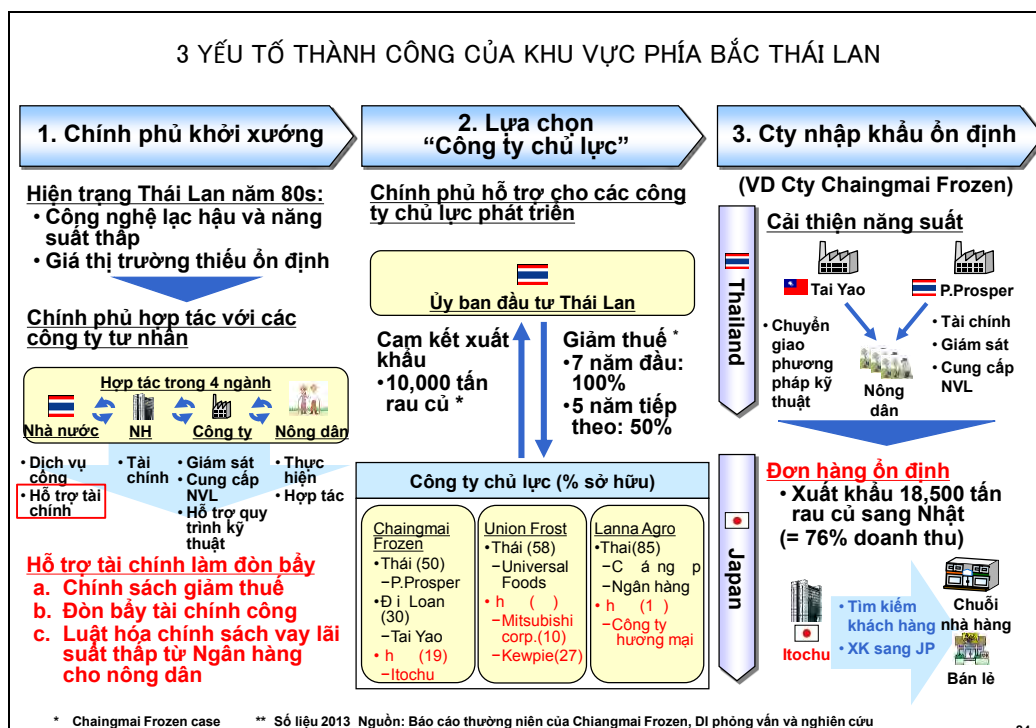 3 YẾU TỐ THÀNH CÔNG CỦA KHU VỰC PHÍA BẮC THÁI LAN
1. Chính phủ khởi xướng
Hiện trạng Thái Lan năm 80s:
• Công nghệ lạc hậu và năng
suất thấp
• Giá thị trường thiếu ổn định
Chính phủ hợp tác với các
công ty tư nhân
Hợp tác trong 4 ngành
Nhà nước
NH
Công ty
Nông dân
• Dịch vụ
công
• Hỗ trợ tài
chính
• Tài
chính
• Giám sát
• Cung cấp
NVL
• Hỗ trợ quy
trình kỹ
thuật
• Thực
hiện
• Hợp tác
Hỗ trợ tài chính làm đòn bẩy
a. Chính sách giảm thuế
b. Đòn bẩy tài chính công
c. Luật hóa chính sách vay lãi
suất thấp từ Ngân hàng
cho nông dân
2. Lựa chọn
“Công ty chủ lực”
Chính phủ hỗ trợ cho các công
ty chủ lực phát triển
Ủy ban đầu tư Thái Lan
Cam kết xuất
khẩu
•10,000 tấn
rau củ *
Giảm thuế *
•7 năm đầu:
100%
•5 năm tiếp
theo: 50%
Công ty chủ lực (% sở hữu)
Chaingmai
Frozen
•Thái (50)
–P.Prosper
•Đ i Loan
(30)
–Tai Yao
• h (19)
–Itochu
Union Frost
•Thái (58)
–Universal
Foods
• h ( )
–Mitsubishi
corp.(10)
–Kewpie(27)
Lanna Agro
•Thai(85)
–C á ng p
–Ngân hàng
• h (1 )
–Công ty
hương mại
3. Cty nhập khẩu ổn định
(VD Cty Chaingmai Frozen)
Thailand
Cải thiện năng suất
Tai Yao
P.Prosper
• Chuyển
giao
phương
pháp kỹ
thuật
Nông
dân
• Tài chính
• Giám sát
• Cung cấp
NVL
Japan
Đơn hàng ổn định
• Xuất khẩu 18,500 tấn
rau củ sang Nhật
(= 76% doanh thu)
Itochu
• Tìm kiếm
khách hàng
• XK sang JP
Chuỗi
nhà hàng
Bán lẻ
* Chaingmai Frozen case ** Số liệu 2013 Nguồn: Báo cáo thường niên của Chiangmai Frozen, DI phỏng vấn và nghiên cứu